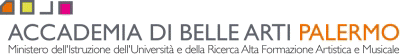 ACCADEMIA DI BELLE ARTI PALERMO
Ministero dell'Istruzione dell'Università e della Ricerca Alta Formazione Artistica e Musicale